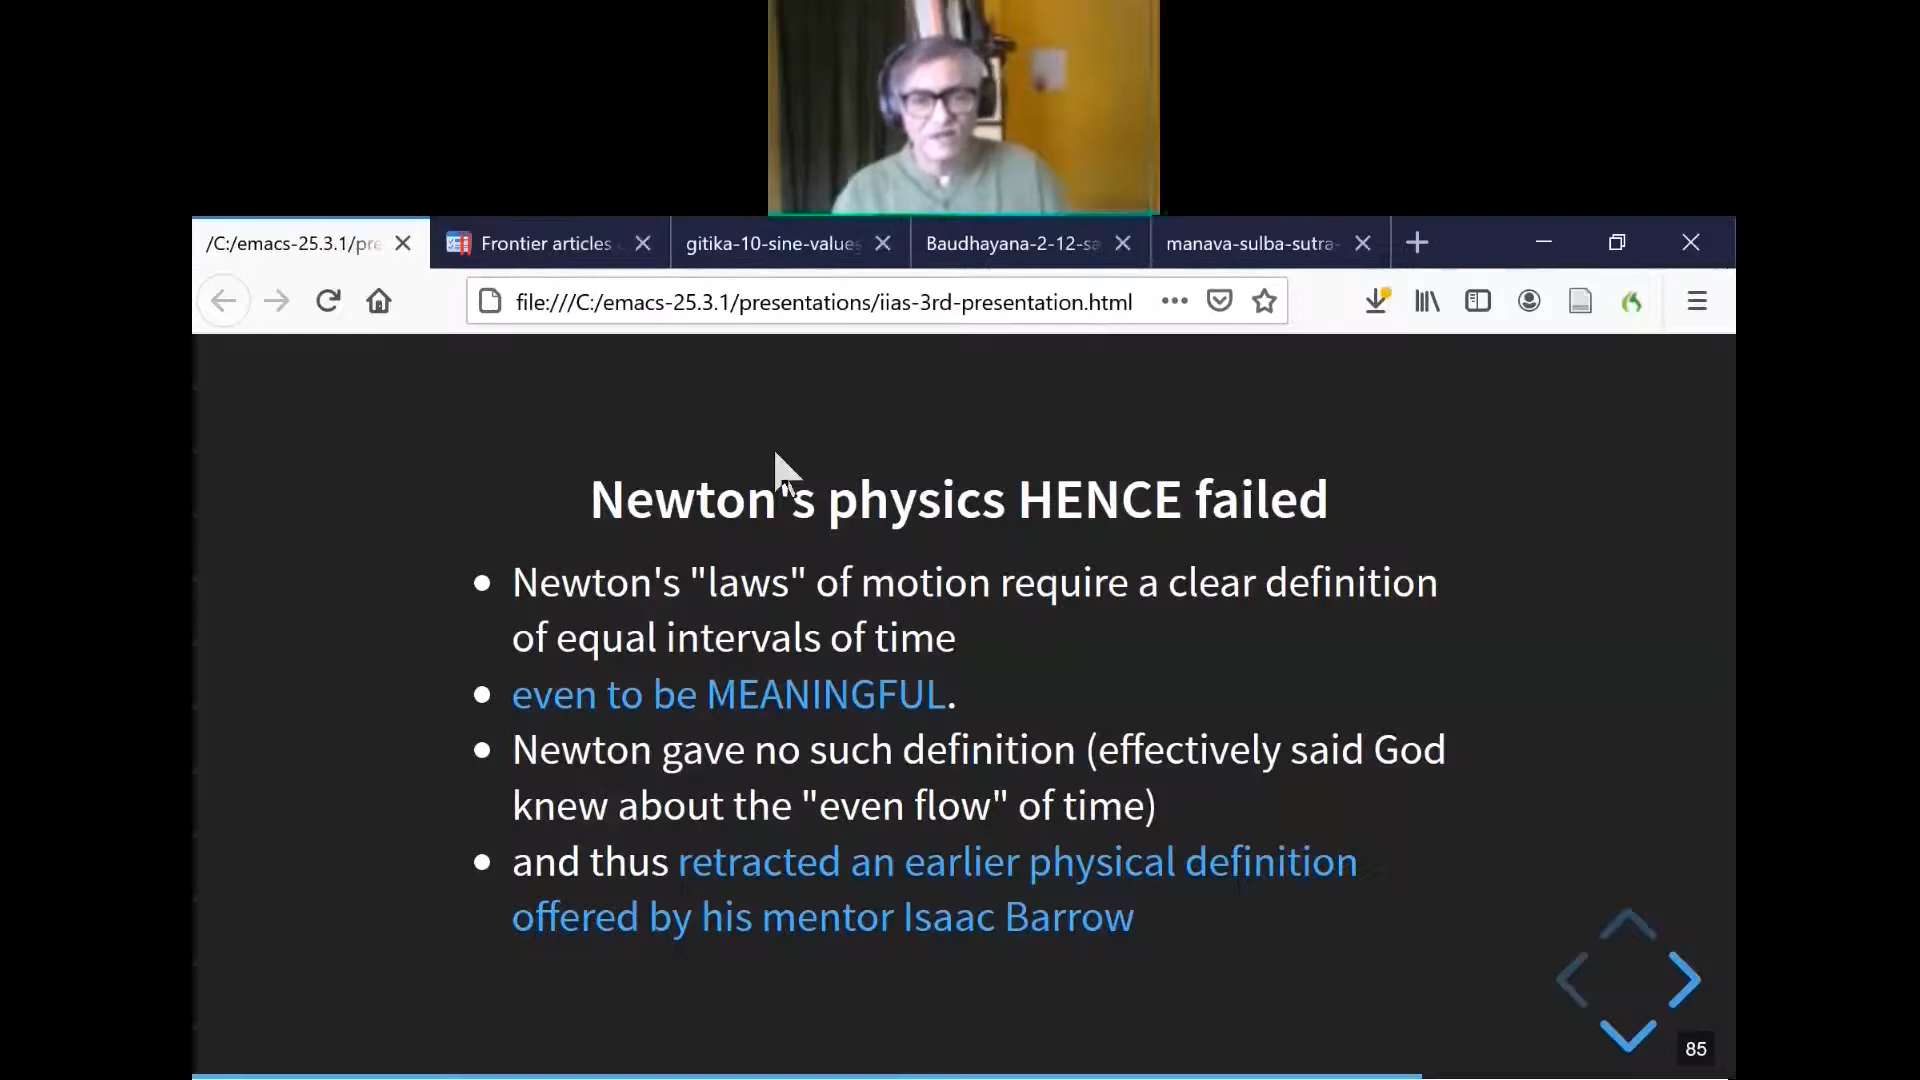 /C:/emacs-25.3.1/pre
Frontier articles
gitika-10-sine-values
Baudhayana-2-12-sa
manava-sulba-sutra-
file:///C:/emacs-25.3.1/presentations/iias-3rd-presentation.html
Newton's physics HENCE failed
Newton's "laws" of motion require a clear definition
of equal intervals of time
even to be MEANINGFUL.
Newton gave no such definition (effectively said God
knew about the "even flow" of time)
and thus retracted an earlier physical definition
offered by his mentor Isaac Barrow
85